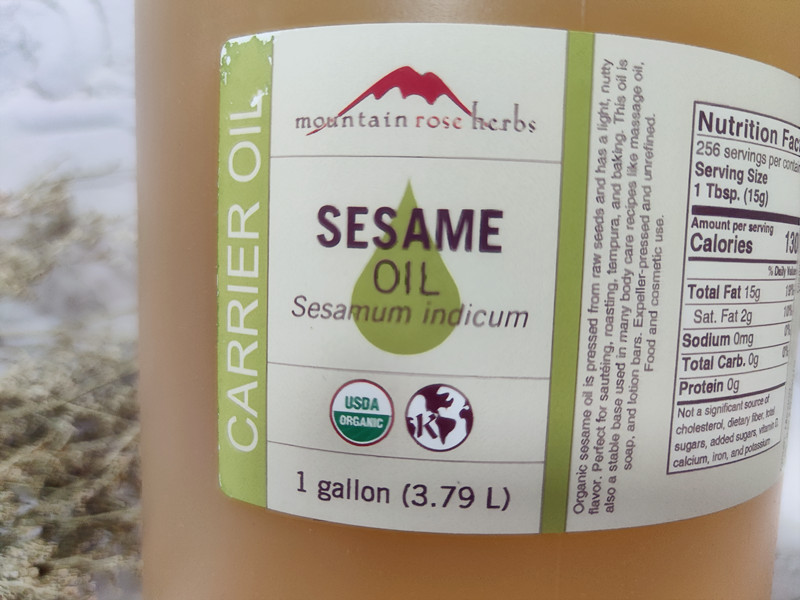 CARRIER OIL
mountain rose herbs
SESAME
OIL
Sesamum indicum
USDA
ORGANIC
K
1 gallon (3.79 L)
Organic sesame oil is pressed from raw seeds and has a light, nutty
flavor. Perfect for sautéing, roasting, tempura, and baking. This oil is
also a stable base used in many body care recipes like massage oil,
soap, and lotion bars. Expeller-pressed and unrefined.
Food and cosmetic use.
Nutrition Fac
256 servings per contain
Serving Size
1 Tbsp. (15g)
Amount per serving
Calories 130
% Daily Value
Total Fat 15g
Sat. Fat 2g 10%
Sodium 0mg 0%
Total Carb. 0g 0%
Protein 0g
Not a significant source of
cholesterol, dietary fiber, total
sugars, added sugars, vitamin D,
calcium, iron, and potassium